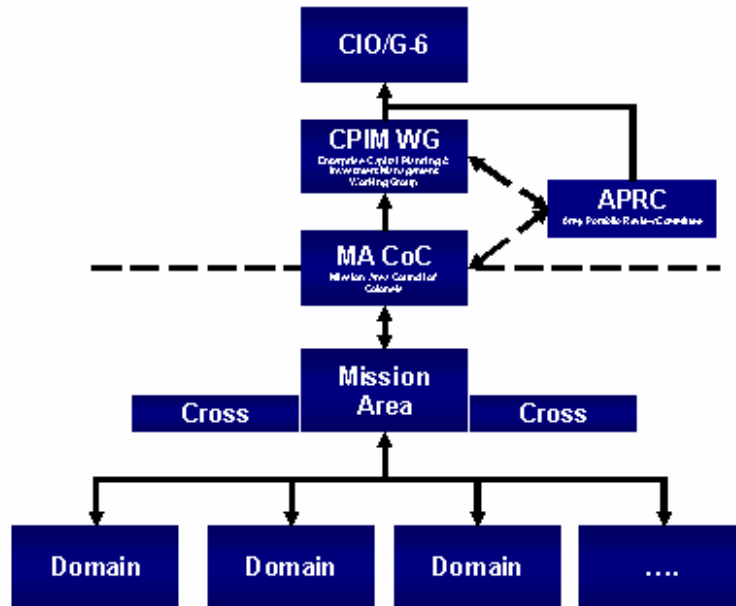 CIO/G-6
CPIM WG
Enterprise Capital Planning &
Investment Management
Working Group
APRC
Army Portfolio Review Committee
MA CoC
Mission Area Council of
Colonels
Mission
Area
Cross
Cross
Domain
Domain
Domain
....